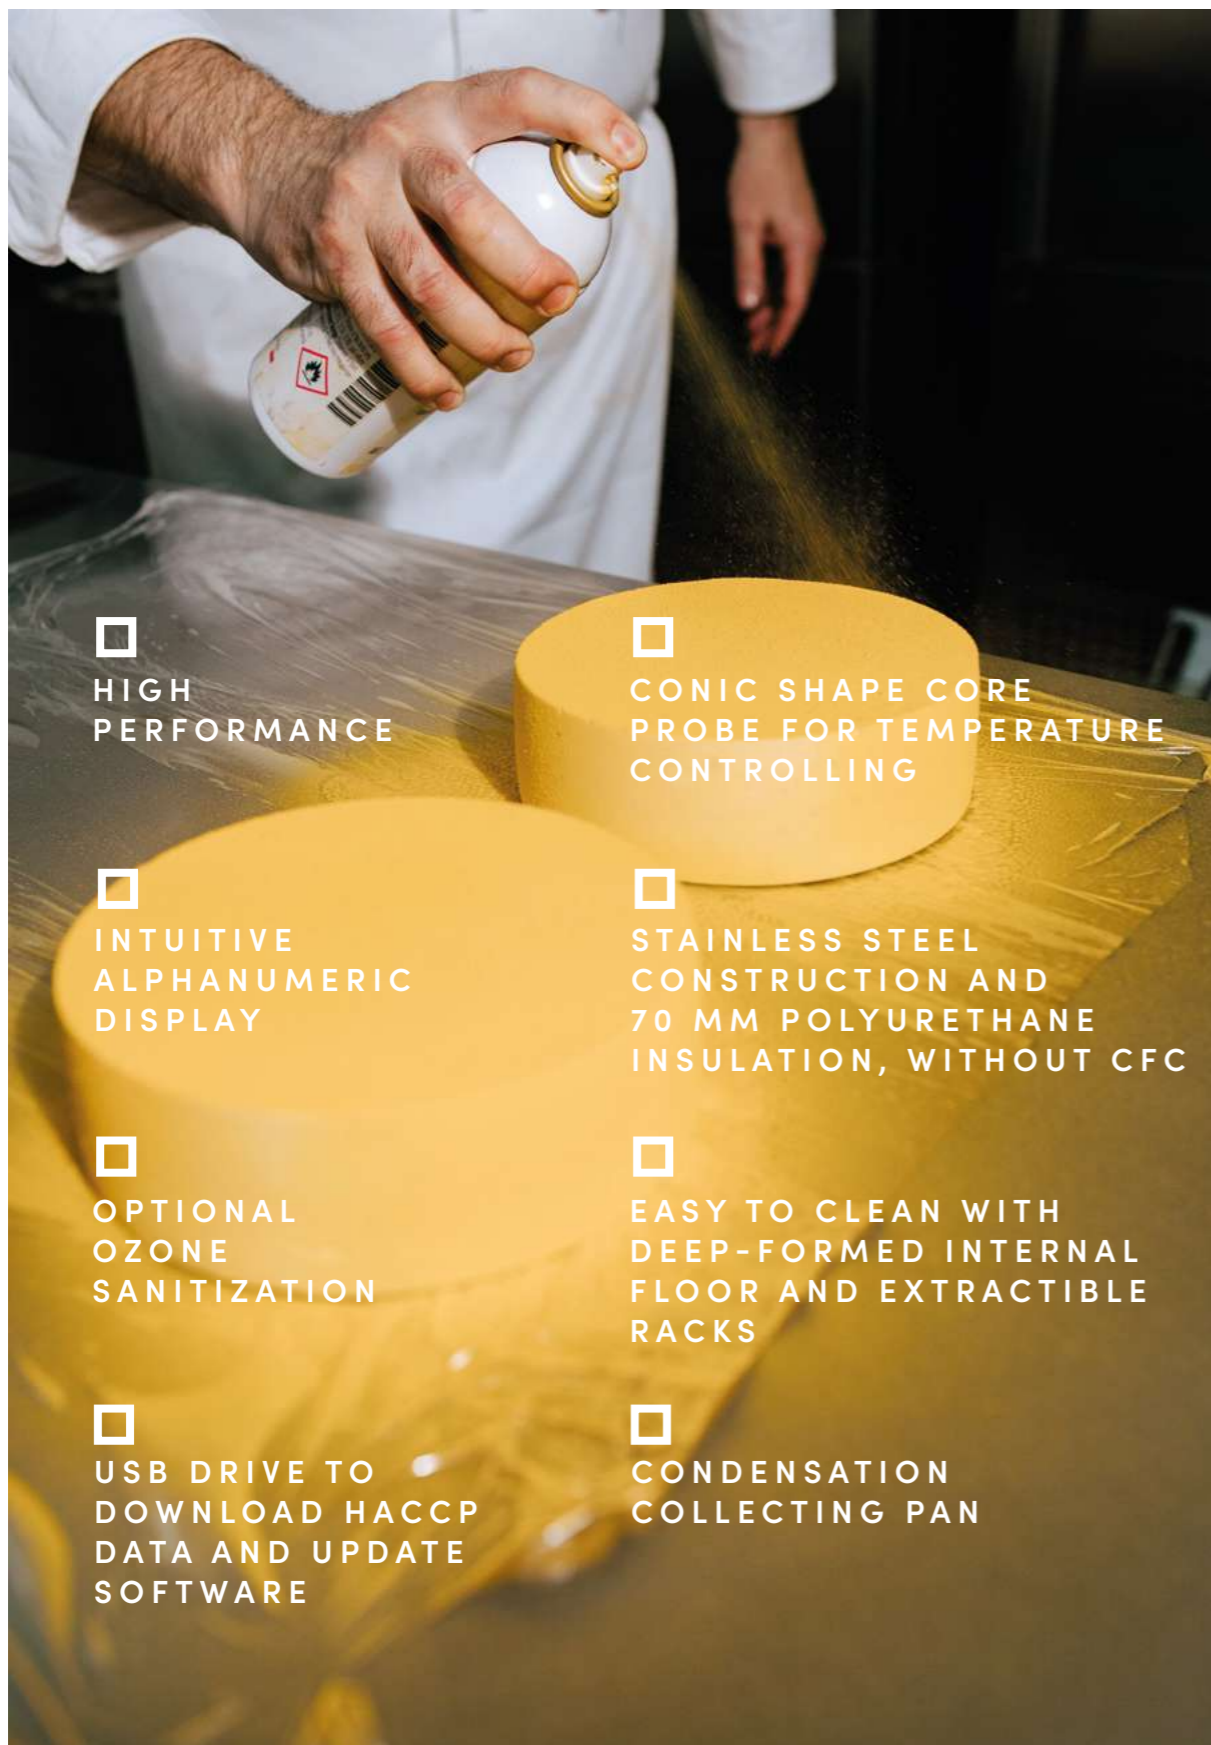 HIGH
PERFORMANCE
INTUITIVE
ALPHANUMERIC
DISPLAY
OPTIONAL
OZONE
SANITIZATION
USB DRIVE TO
DOWNLOAD HACCP
DATA AND UPDATE
SOFTWARE
CONIC SHAPE CORE
PROBE FOR TEMPERATURE
CONTROLLING
STAINLESS STEEL
CONSTRUCTION AND
70 MM POLYURETHANE
INSULATION, WITHOUT CFC
EASY TO CLEAN WITH
DEEP-FORMED INTERNAL
FLOOR AND EXTRACTIBLE
RACKS
CONDENSATION
COLLECTING PAN